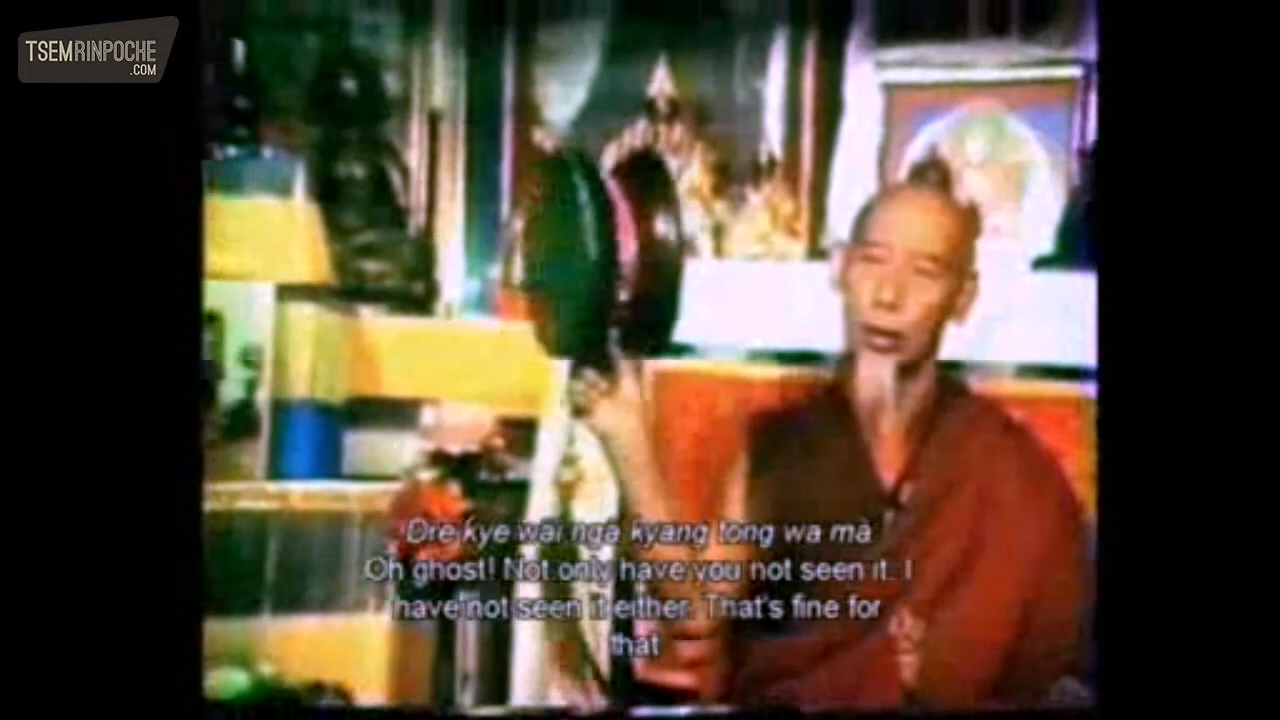 TSEMRINPOCHE
.COM
Dre kye wäi nga kyang tong wa mà
Oh ghost! Not only have you not seen it. I
have not seen it either. That's fine for
that